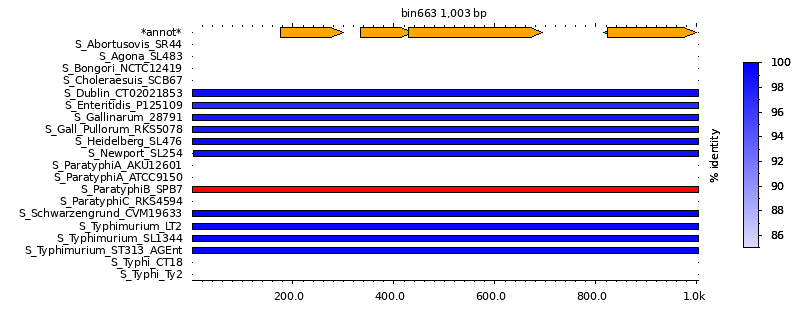 bin663 1,003 bp
*annot*
S_Abortusovis_SR44
S_Agona_SL483
S_Bongori_NCTC12419
S_Choleraesuis_SCB67
S_Dublin_CT02021853
S_Enteritidis_P125109
S_Gallinarum_28791
S_Gall_Pullorum_RKS5078
S_Heidelberg_SL476
S_Newport_SL254
S_ParatyphiA_AKU12601
S_ParatyphiA_ATCC9150
S_ParatyphiB_SPB7
S_ParatyphiC_RKS4594
S_Schwarzengrund_CVM19633
S_Typhimurium_LT2
S_Typhimurium_SL1344
S_Typhimurium_ST313_AGEnt
S_Typhi_CT18
S_Typhi_Ty2
200.0 400.0 600.0 800.0 1.0k
% identity
100
98
96
94
92
90
88
86